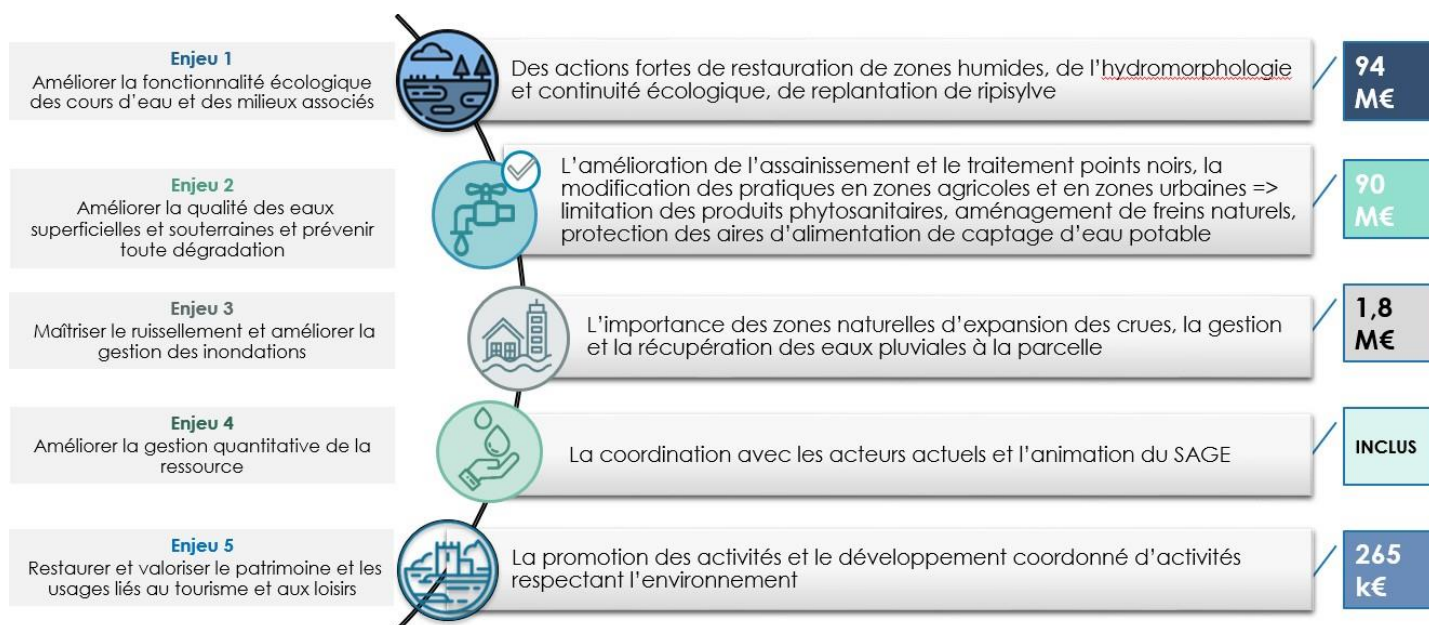 Enjeu 1
Améliorer la fonctionnalité écologique
des cours d'eau et des milieux associés
Des actions fortes de restauration de zones humides, de l'hydromorphologie
et continuité écologique, de replantation de ripisylve
94
M€
Enjeu 2
Améliorer la qualité des eaux
superficielles et souterraines et prévenir
toute dégradation
L'amélioration de l'assainissement et le traitement points noirs, la
modification des pratiques en zones agricoles et en zones urbaines =>
limitation des produits phytosanitaires, aménagement de freins naturels,
protection des aires d'alimentation de captage d'eau potable
90
M€
Enjeu 3
Maîtriser le ruissellement et améliorer la
gestion des inondations
L'importance des zones naturelles d'expansion des crues, la gestion
et la récupération des eaux pluviales à la parcelle
1,8
M€
Enjeu 4
Améliorer la gestion quantitative de la
ressource
La coordination avec les acteurs actuels et l'animation du SAGE
INCLUS
Enjeu 5
Restaurer et valoriser le patrimoine et les
usages liés au tourisme et aux loisirs
La promotion des activités et le développement coordonné d'activités
respectant l'environnement
265
k€